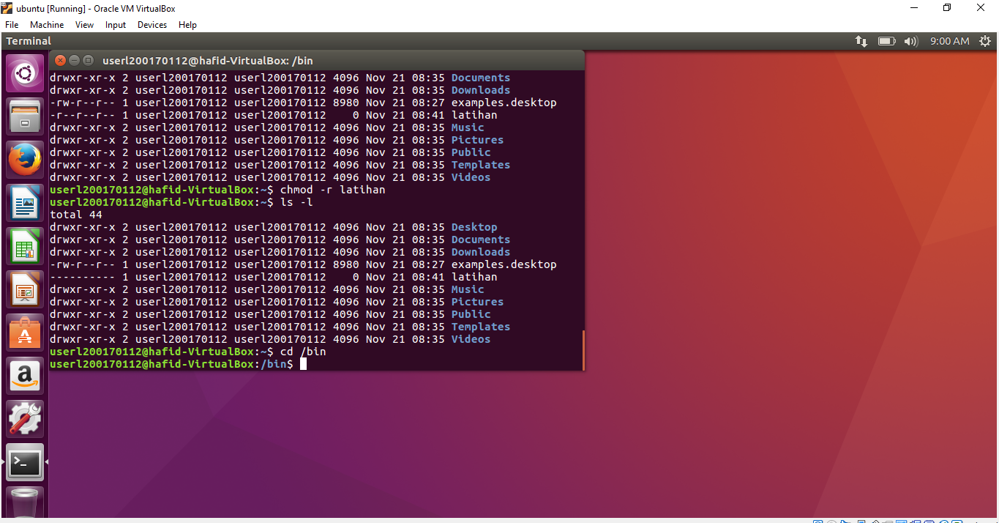 ubuntu [Running] - Oracle VM VirtualBox
File Machine View Input Devices Help
Terminal 9:00 AM
userl200170112@hafid-VirtualBox: /bin
drwxr-xr-x 2 userl200170112 userl200170112 4096 Nov 21 08:35 Documents
drwxr-xr-x 2 userl200170112 userl200170112 4096 Nov 21 08:35 Downloads
-rw-r--r-- 1 userl200170112 userl200170112 8980 Nov 21 08:27 examples.desktop
-r--r--r-- 1 userl200170112 userl200170112    0 Nov 21 08:41 latihan
drwxr-xr-x 2 userl200170112 userl200170112 4096 Nov 21 08:35 Music
drwxr-xr-x 2 userl200170112 userl200170112 4096 Nov 21 08:35 Pictures
drwxr-xr-x 2 userl200170112 userl200170112 4096 Nov 21 08:35 Public
drwxr-xr-x 2 userl200170112 userl200170112 4096 Nov 21 08:35 Templates
drwxr-xr-x 2 userl200170112 userl200170112 4096 Nov 21 08:35 Videos
userl200170112@hafid-VirtualBox:~$ chmod -r latihan
userl200170112@hafid-VirtualBox:~$ ls -l
total 44
drwxr-xr-x 2 userl200170112 userl200170112 4096 Nov 21 08:35 Desktop
drwxr-xr-x 2 userl200170112 userl200170112 4096 Nov 21 08:35 Documents
drwxr-xr-x 2 userl200170112 userl200170112 4096 Nov 21 08:35 Downloads
-rw-r--r-- 1 userl200170112 userl200170112 8980 Nov 21 08:27 examples.desktop
---------- 1 userl200170112 userl200170112    0 Nov 21 08:41 latihan
drwxr-xr-x 2 userl200170112 userl200170112 4096 Nov 21 08:35 Music
drwxr-xr-x 2 userl200170112 userl200170112 4096 Nov 21 08:35 Pictures
drwxr-xr-x 2 userl200170112 userl200170112 4096 Nov 21 08:35 Public
drwxr-xr-x 2 userl200170112 userl200170112 4096 Nov 21 08:35 Templates
drwxr-xr-x 2 userl200170112 userl200170112 4096 Nov 21 08:35 Videos
userl200170112@hafid-VirtualBox:~$ cd /bin
userl200170112@hafid-VirtualBox:/bin$